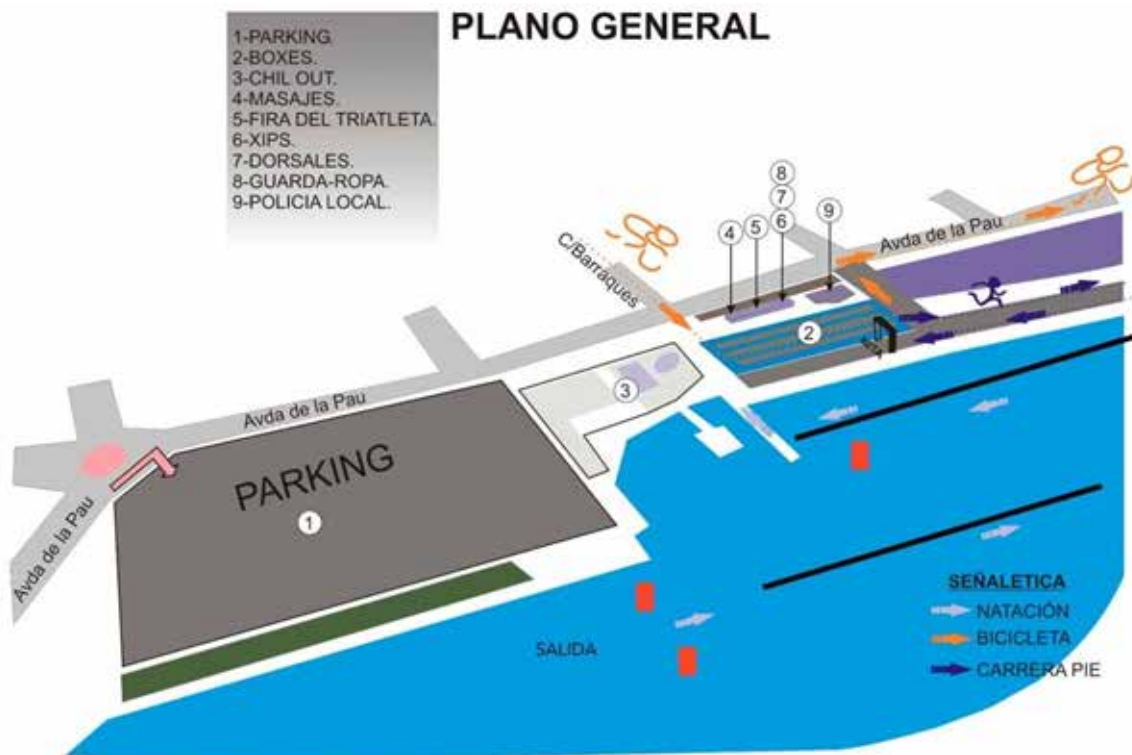 PLANO GENERAL
1-PARKING.
2-BOXES.
3-CHIL OUT.
4-MASAJES.
5-FIRA DEL TRIATLETA.
6-XIPS.
7-DORSALES.
8-GUARDA-ROPA.
9-POLICIA LOCAL.
8
7
6
9
4
5
Avda de la Pau
C/Barraques
2
META
3
Avda de la Pau
PARKING
1
Avda de la Pau
SALIDA
SEÑALETICA
NATACIÓN
BICICLETA
CARRERA PIE